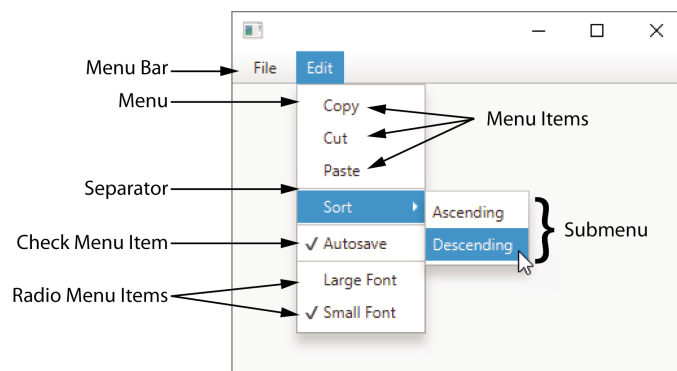 Menu Bar
File Edit
Menu
Copy
Menu Items
Cut
Paste
Separator
Sort
Ascending
Submenu
Check Menu Item
Autosave
Descending
Radio Menu Items
Large Font
Small Font